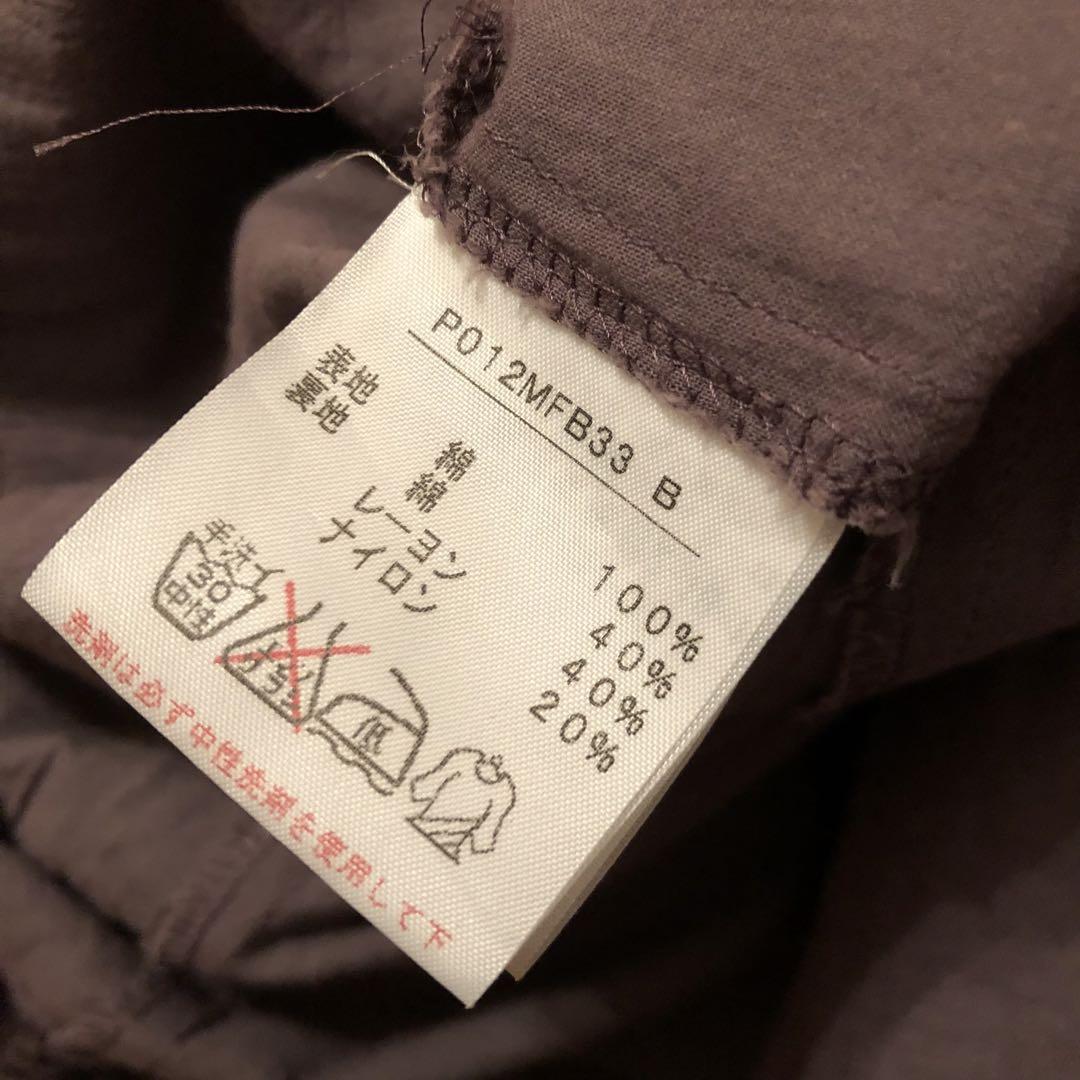 P012MFB33 B
表地 綿 100%
裏地 綿 40%
レーヨン 40%
ナイロン 20%
手洗イ
30
中性
洗剤は必ず中性洗剤を使用して下